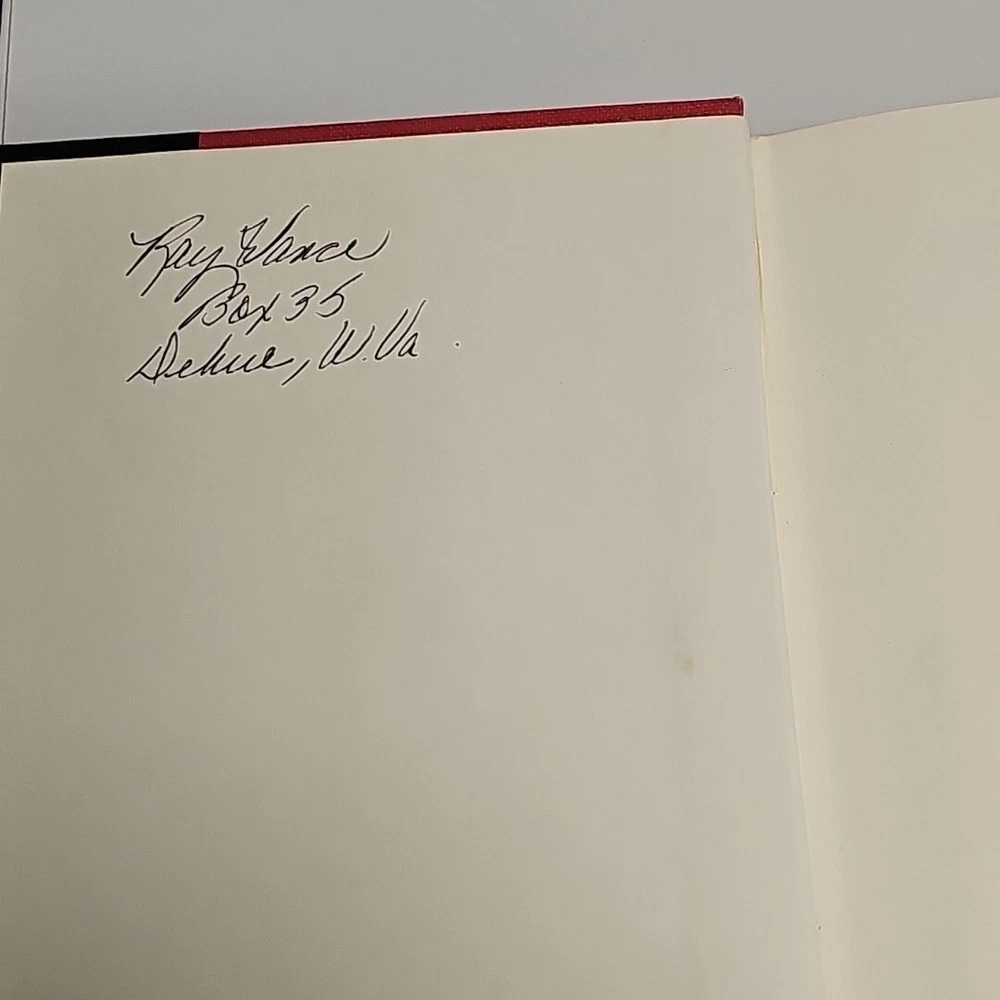 Ray Vance
Box 35
Dehue, W.Va